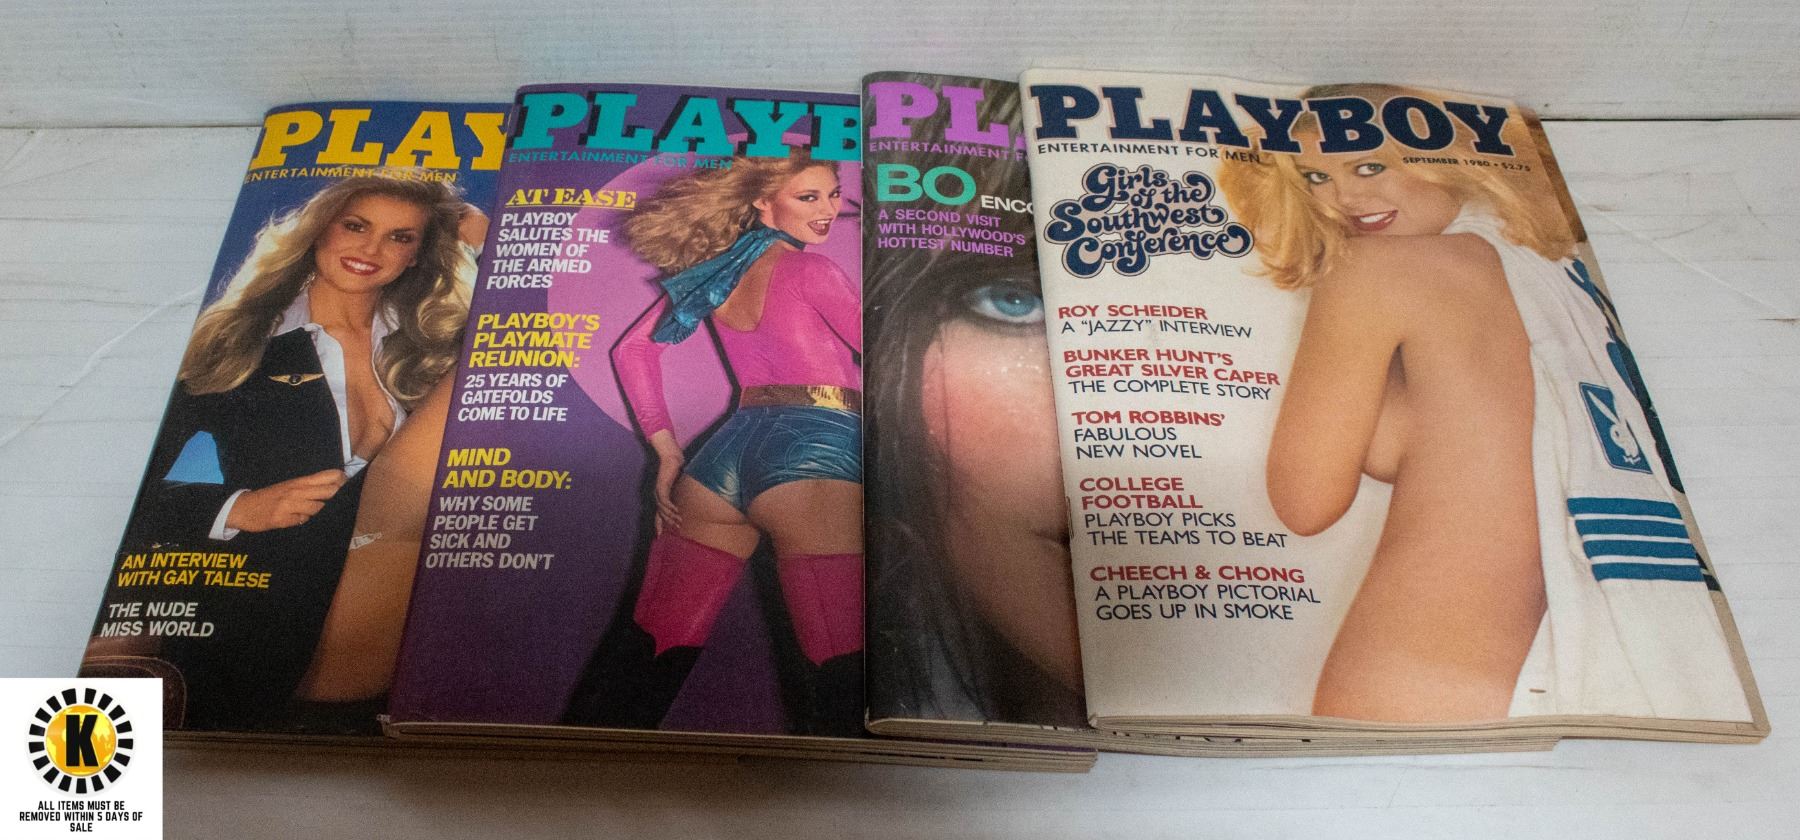 PLAY
ENTERTAINMENT FOR MEN
AN INTERVIEW
WITH GAY TALESE
THE NUDE
MISS WORLD
PLAYB
ENTERTAINMENT FOR MEN
AT EASE
PLAYBOY
SALUTES THE
WOMEN OF
THE ARMED
FORCES
PLAYBOY'S
PLAYMATE
REUNION:
25 YEARS OF
GATEFOLDS
COME TO LIFE
MIND
AND BODY:
WHY SOME
PEOPLE GET
SICK AND
OTHERS DON'T
PL
ENTERTAINMENT F
BO ENC
A SECOND VISIT
WITH HOLLYWOOD'S
HOTTEST NUMBER
PLAYBOY
ENTERTAINMENT FOR MEN
SEPTEMBER 1980 • $2.75
Girls
of the
Southwest
Conference
ROY SCHEIDER
A "JAZZY" INTERVIEW
BUNKER HUNT'S
GREAT SILVER CAPER
THE COMPLETE STORY
TOM ROBBINS'
FABULOUS
NEW NOVEL
COLLEGE
FOOTBALL
PLAYBOY PICKS
THE TEAMS TO BEAT
CHEECH & CHONG
A PLAYBOY PICTORIAL
GOES UP IN SMOKE
K
ALL ITEMS MUST BE
REMOVED WITHIN 5 DAYS OF
SALE